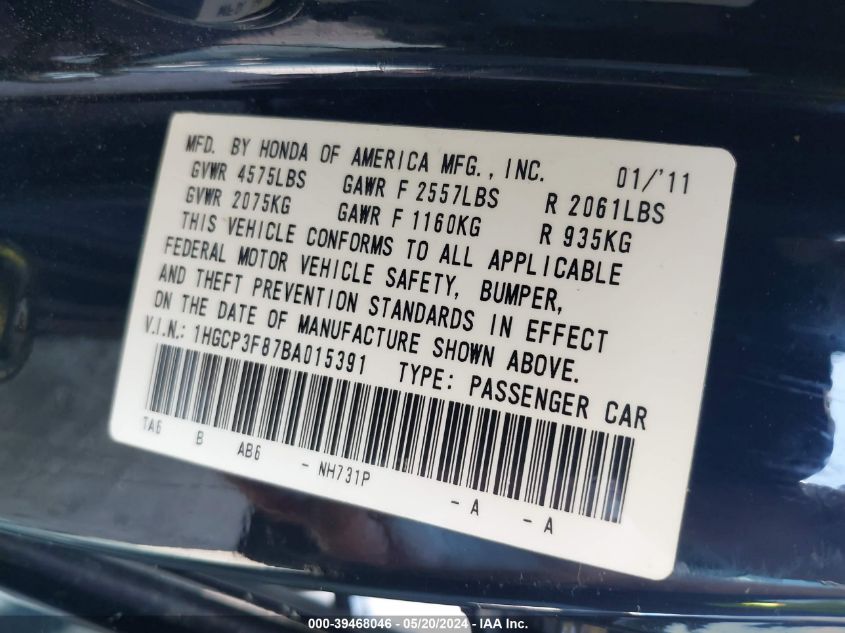 MFD. BY HONDA OF AMERICA MFG., INC. 01/'11
GVWR 4575LBS GAWR F 2557LBS R 2061LBS
GVWR 2075KG GAWR F 1160KG R 935KG
THIS VEHICLE CONFORMS TO ALL APPLICABLE
FEDERAL MOTOR VEHICLE SAFETY, BUMPER,
AND THEFT PREVENTION STANDARDS IN EFFECT
ON THE DATE OF MANUFACTURE SHOWN ABOVE.
V.I.N.: 1HGCP3F87BA015391 TYPE: PASSENGER CAR
TA6 B AB6 - NH731P - A - A
000-39468046 - 05/20/2024 - IAA Inc.